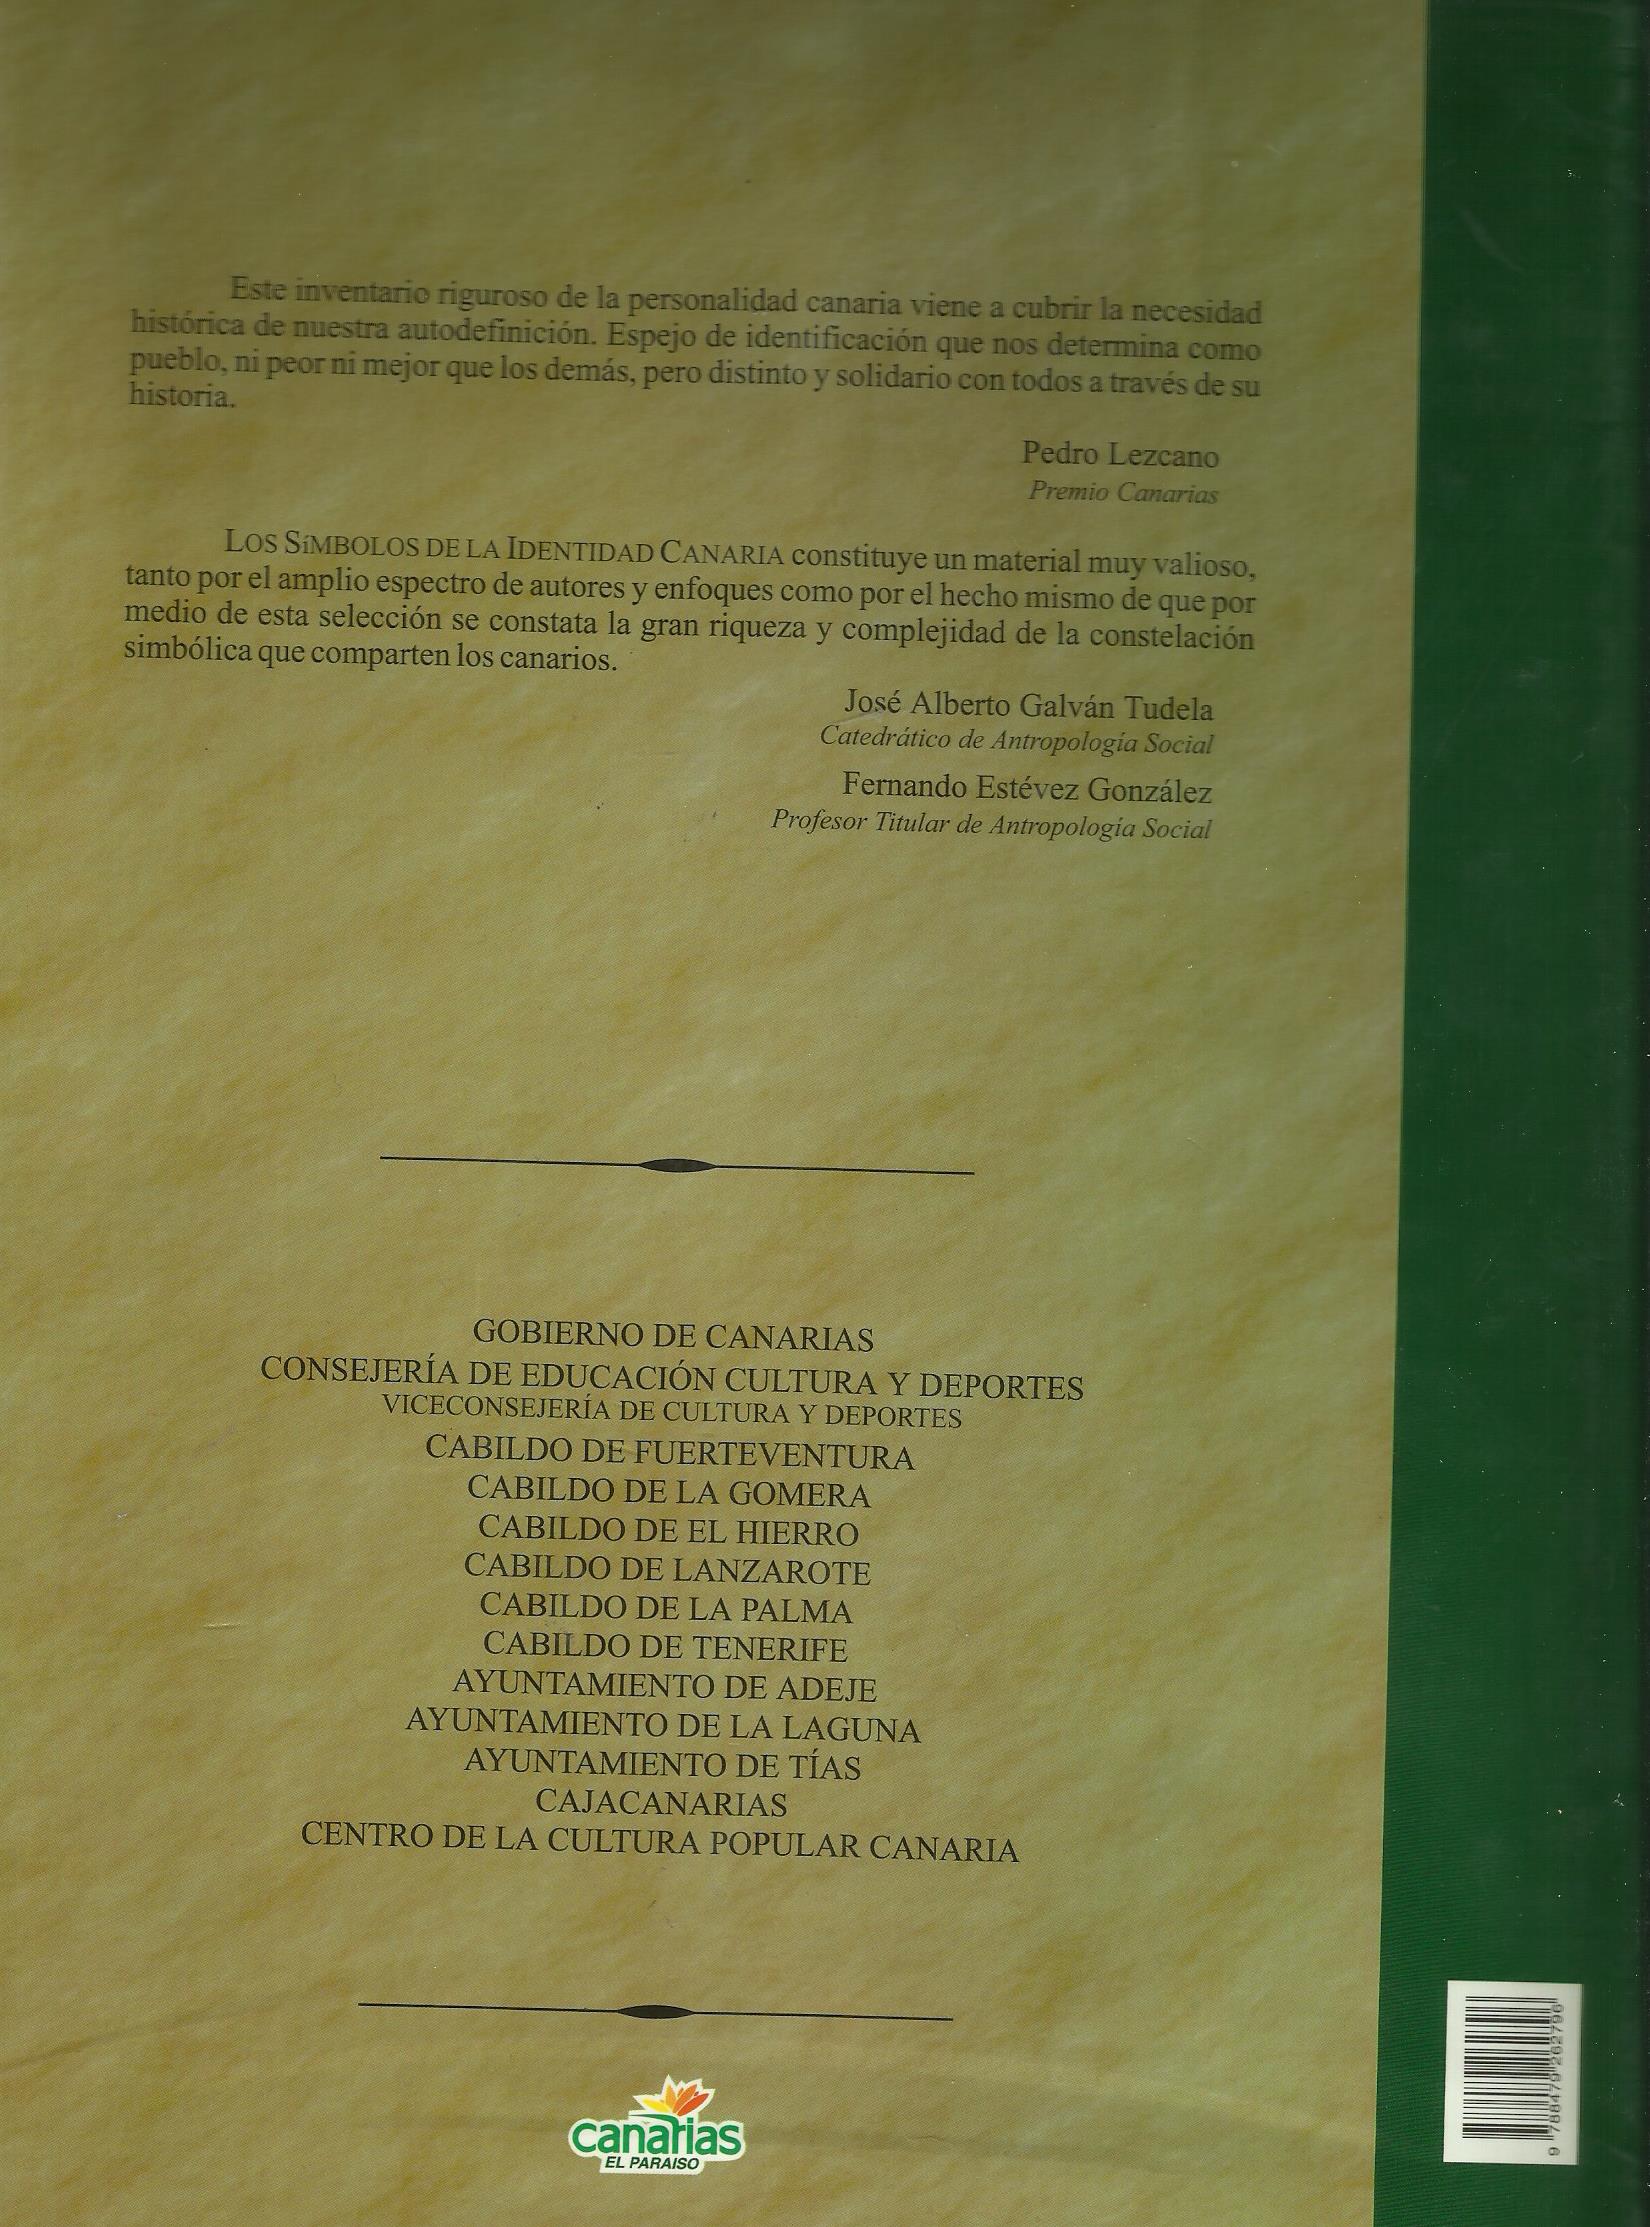 Este inventario riguroso de la personalidad canaria viene a cubrir la necesidad
histórica de nuestra autodefinición. Espejo de identificación que nos determina como
pueblo, ni peor ni mejor que los demás, pero distinto y solidario con todos a través de su
historia.
Pedro Lezcano
Premio Canarias
LOS SíMBOLOS DE LA IDENTIDAD CANARIA constituye un material muy valioso,
tanto por el amplio espectro de autores y enfoques como por el hecho mismo de que por
medio de esta selección se constata la gran riqueza y complejidad de la constelación
simbólica que comparten los canarios.
José Alberto Galván Tudela
Catedrático de Antropología Social
Fernando Estévez González
Profesor Titular de Antropología Social
GOBIERNO DE CANARIAS
CONSEJERÍA DE EDUCACIÓN CULTURA Y DEPORTES
VICECONSEJERÍA DE CULTURA Y DEPORTES
CABILDO DE FUERTEVENTURA
CABILDO DE LA GOMERA
CABILDO DE EL HIERRO
CABILDO DE LANZAROTE
CABILDO DE LA PALMA
CABILDO DE TENERIFE
AYUNTAMIENTO DE ADEJE
AYUNTAMIENTO DE LA LAGUNA
AYUNTAMIENTO DE TÍAS
CAJACANARIAS
CENTRO DE LA CULTURA POPULAR CANARIA
canarias
EL PARAISO
9 788479 262796